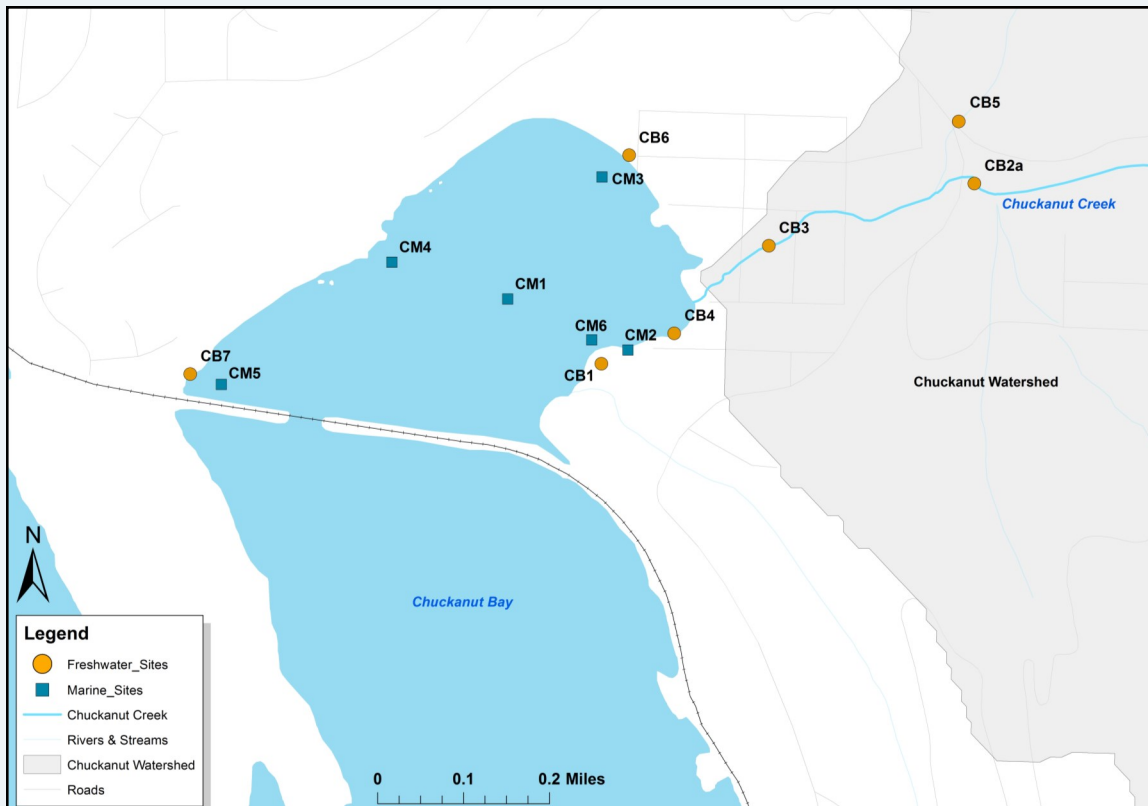 CB5
CB6
CM3
CB2a
Chuckanut Creek
CB3
CM4
CM1
CM6
CM2
CB4
CB7
CM5
CB1
Chuckanut Watershed
N
Chuckanut Bay
Legend
Freshwater_Sites
Marine_Sites
Chuckanut Creek
Rivers & Streams
Chuckanut Watershed
Roads
0 0.1 0.2 Miles